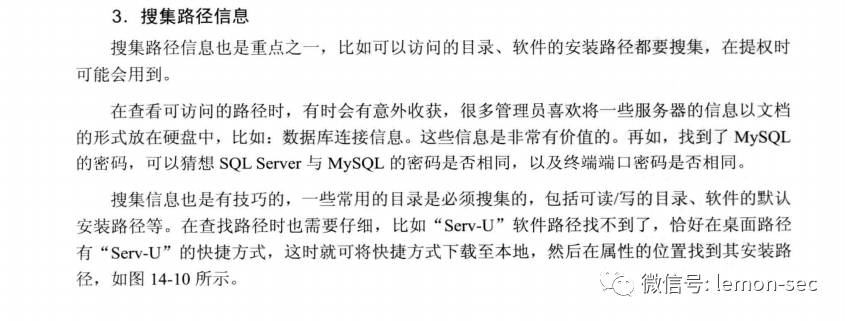 3．搜集路径信息
搜集路径信息也是重点之一，比如可以访问的目录、软件的安装路径都要搜集，在提权时
可能会用到。
在查看可访问的路径时，有时会有意外收获，很多管理员喜欢将一些服务器的信息以文档
的形式放在硬盘中，比如：数据库连接信息。这些信息是非常有价值的。再如，找到了 MySQL
的密码，可以猜想 SQL Server 与 MySQL 的密码是否相同，以及终端端口密码是否相同。
搜集信息也是有技巧的，一些常用的目录是必须搜集的，包括可读/写的目录、软件的默认
安装路径等。在查找路径时也需要仔细，比如“Serv-U”软件路径找不到了，恰好在桌面路径
有“Serv-U”的快捷方式，这时就可将快捷方式下载至本地，然后在属性的位置找到其安装路
径，如图 14-10 所示。
微信号: lemon-sec